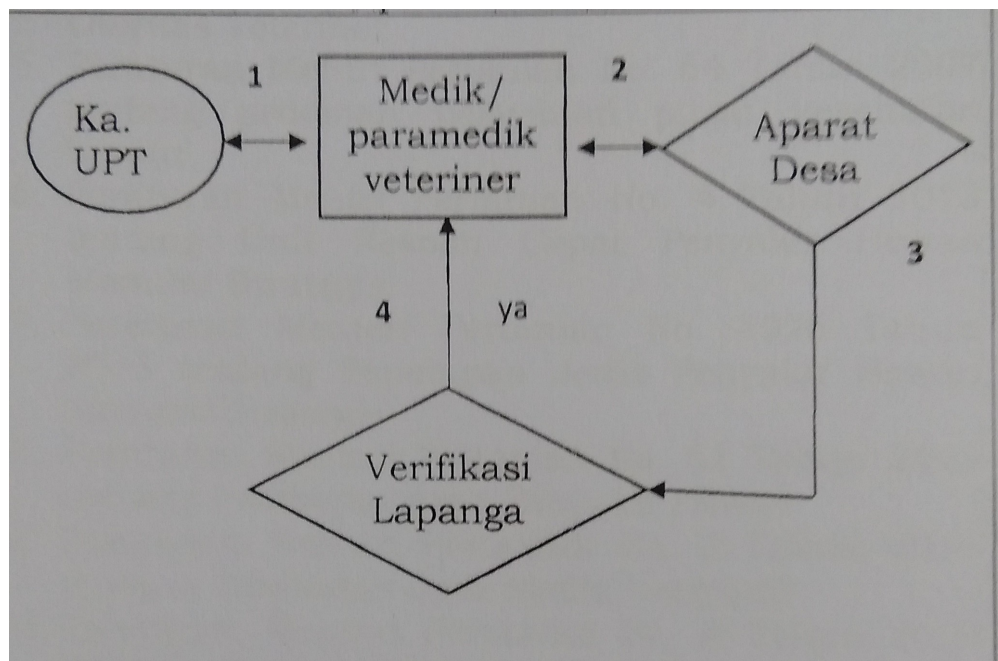 1
2
Ka.
UPT
Medik/
paramedik
veteriner
Aparat
Desa
3
4
ya
Verifikasi
Lapanga